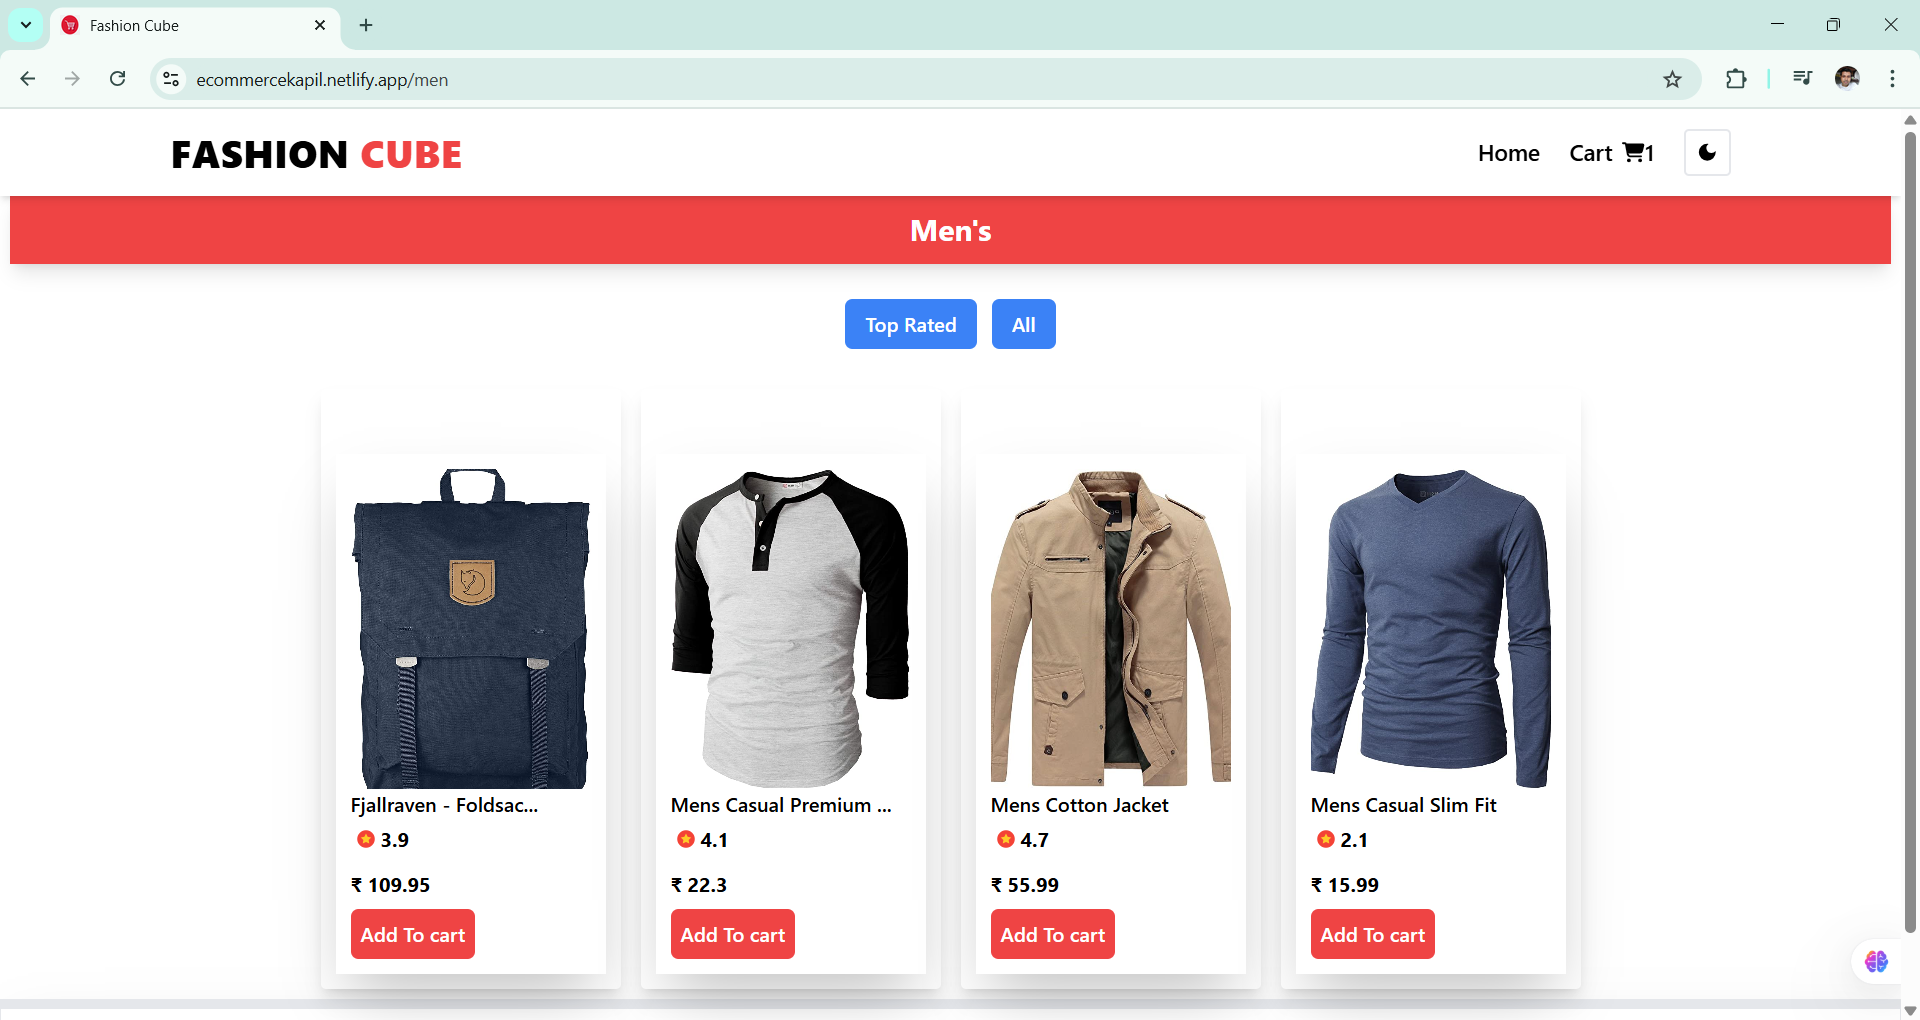 Fashion Cube
ecommercekapil.netlify.app/men
FASHION CUBE
Home Cart 1
Men's
Top Rated All
Fjallraven - Foldsac...
3.9
₹ 109.95
Add To cart
Mens Casual Premium ...
4.1
₹ 22.3
Add To cart
Mens Cotton Jacket
4.7
₹ 55.99
Add To cart
Mens Casual Slim Fit
2.1
₹ 15.99
Add To cart